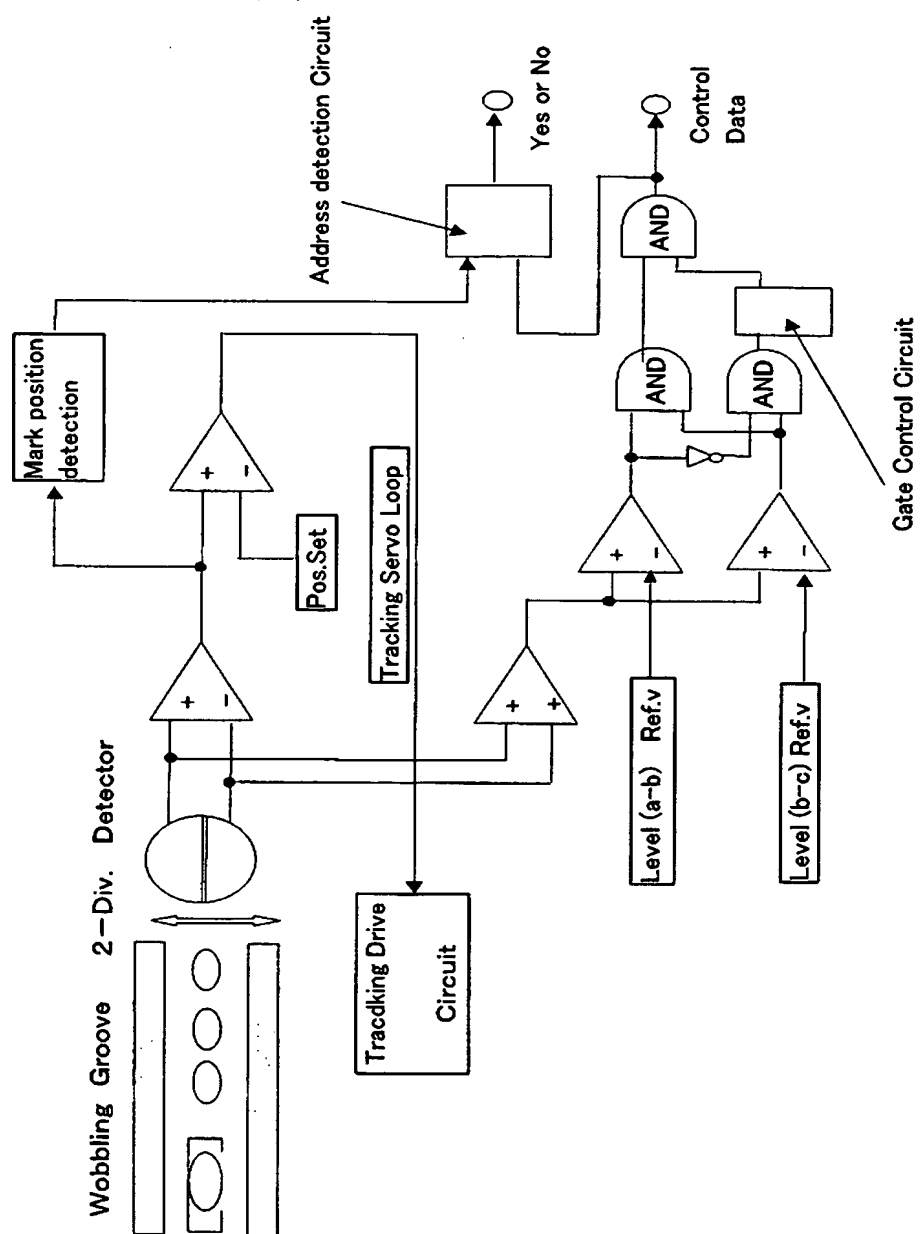 Wobbling Groove 2−Div. Detector
Mark position
detection
Address detection Circuit
Yes or No
+
−
+
−
Pos.Set
Tracking Servo Loop
Tracdking Drive
Circuit
+
+
Level (a-b) Ref.v
+
−
Level (b-c) Ref.v
+
−
AND
AND
AND
Control
Data
Gate Control Circuit